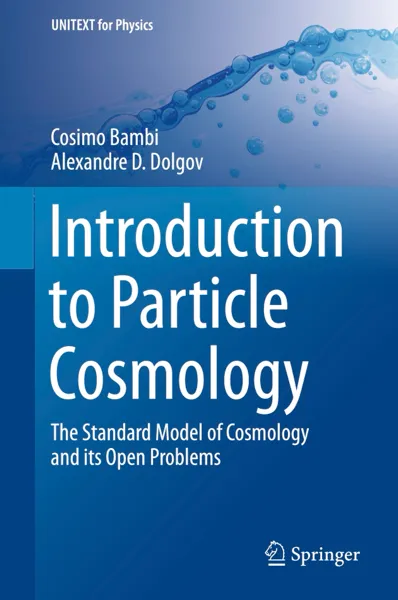 UNITEXT for Physics
Springer
Cosimo Bambi
Alexandre D. Dolgov
Introduction
to Particle
Cosmology
The Standard Model of Cosmology
and its Open Problems
Springer